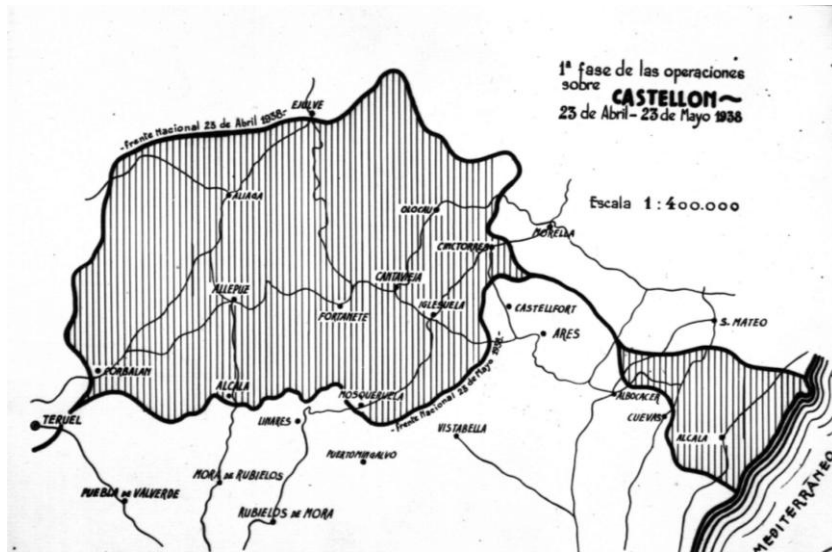 1ª fase de las operaciones
sobre CASTELLON~
23 de Abril - 23 de Mayo 1938
Escala 1:400.000
-Frente Nacional 23 de Abril 1938-
EJULVE
ALIAGA
OLOCAU
CINCTORREA
MORELLA
CANTAVIEJA
ALLEPUZ
FORTANETE
IGLESUELA
CASTELLFORT
ARES
S. MATEO
PORBALAN
ALCALA
MOSQUERUELA
-Frente Nacional 23 de Mayo 1938-
ALBOCACER
CUEVAS
ALCALA
TERUEL
LINARES
VISTABELLA
PUERTOMINGALVO
MORA DE RUBIELOS
PUEBLA DE VALVERDE
RUBIELOS DE MORA
MEDITERRÁNEO